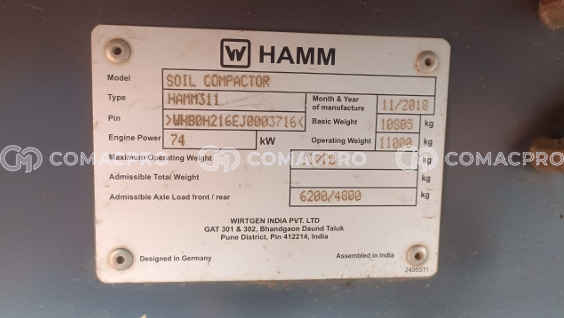 W HAMM
Model SOIL COMPACTOR
Type HAMM311 Month & Year of manufacture 11/2018
Pin >WHB0H216EJ0003716< Basic Weight 10805 kg
Engine Power 74 kW Operating Weight 11000 kg
Maximum Operating Weight kg
Admissible Total Weight kg
Admissible Axle Load front / rear 6200/4800 kg
COMACPRO COMACPRO COMACPRO
WIRTGEN INDIA PVT. LTD
GAT 301 & 302, Bhandgaon Daund Taluk
Pune District, Pin 412214, India
Designed in Germany Assembled in India
2495511